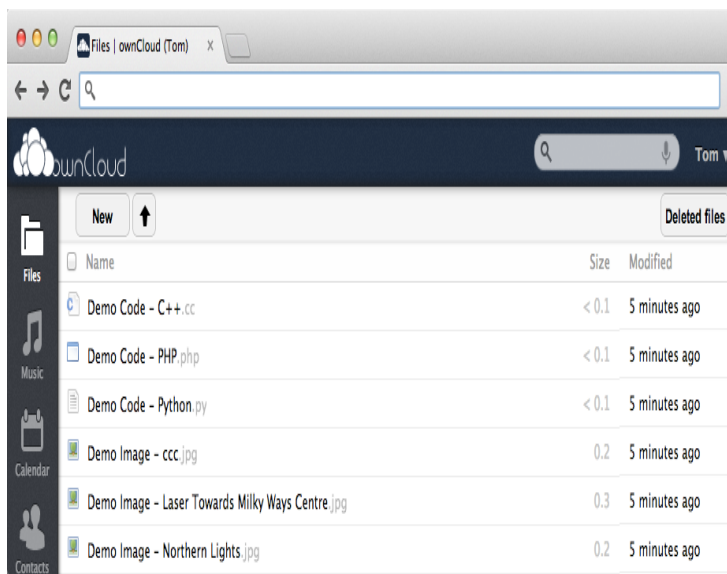 Files | ownCloud (Tom)
ownCloud
Tom
New
Deleted files
Files
Name Size Modified
Demo Code – C++.cc < 0.1 5 minutes ago
Music
Demo Code – PHP.php < 0.1 5 minutes ago
Demo Code – Python.py < 0.1 5 minutes ago
Calendar
Demo Image – ccc.jpg 0.2 5 minutes ago
Demo Image – Laser Towards Milky Ways Centre.jpg 0.3 5 minutes ago
Demo Image – Northern Lights.jpg 0.2 5 minutes ago
Contacts